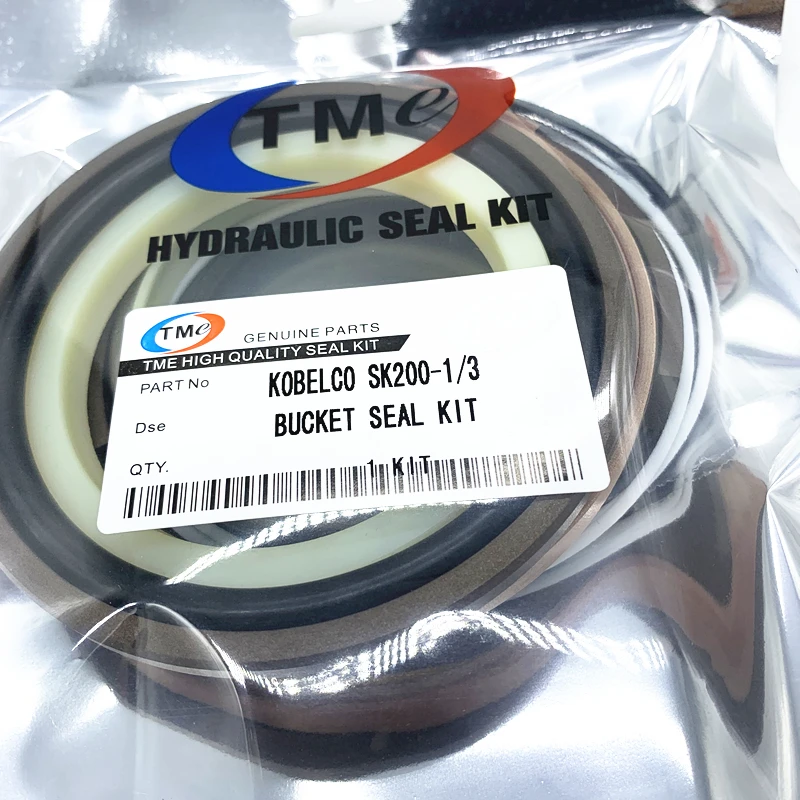 TMe
HYDRAULIC SEAL KIT
TMe GENUINE PARTS
TME HIGH QUALITY SEAL KIT
PART No KOBELCO SK200-1/3
Dse BUCKET SEAL KIT
QTY. 1 KIT